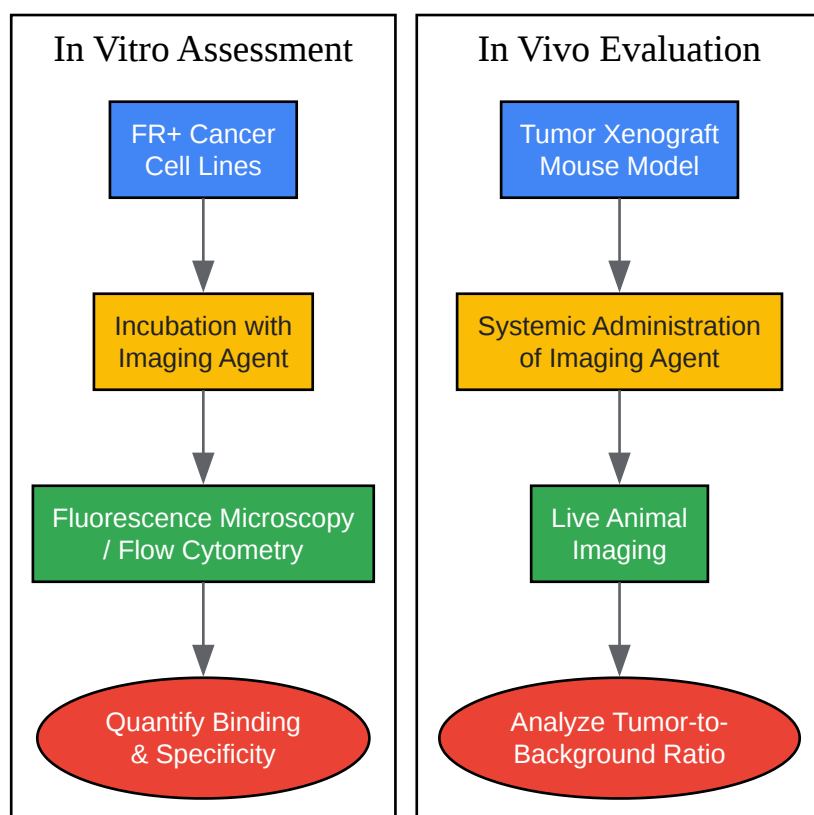 In Vitro Assessment
FR+ Cancer
Cell Lines
Incubation with
Imaging Agent
Fluorescence Microscopy
/ Flow Cytometry
Quantify Binding
& Specificity
In Vivo Evaluation
Tumor Xenograft
Mouse Model
Systemic Administration
of Imaging Agent
Live Animal
Imaging
Analyze Tumor-to-
Background Ratio